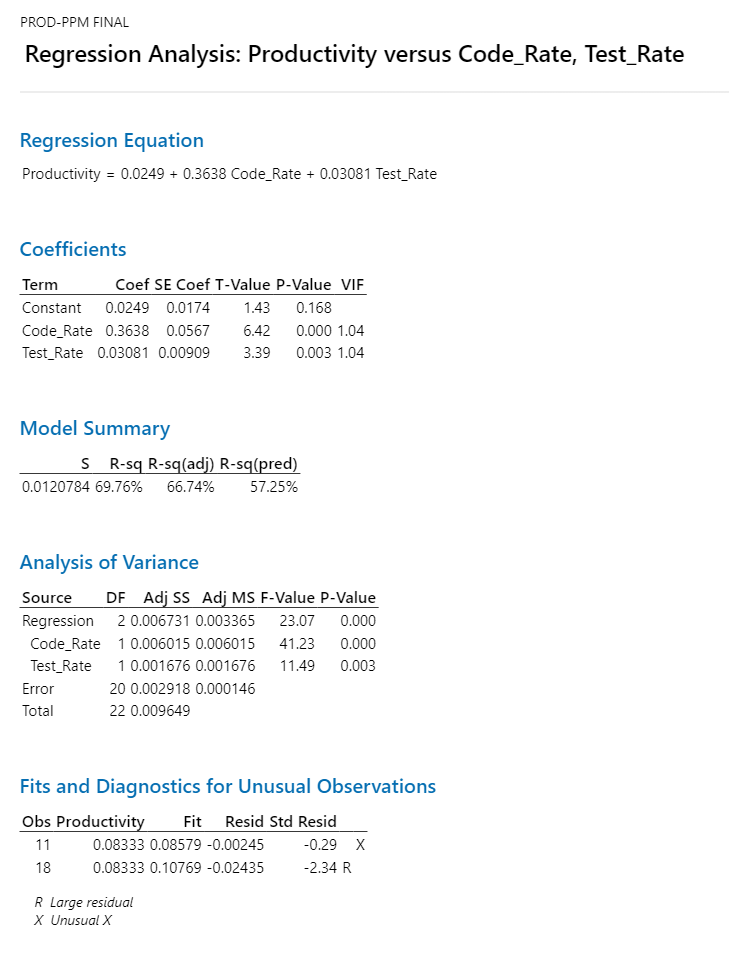 PROD-PPM FINAL
Regression Analysis: Productivity versus Code_Rate, Test_Rate
Regression Equation
Productivity = 0.0249 + 0.3638 Code_Rate + 0.03081 Test_Rate
Coefficients
Term Coef SE Coef T-Value P-Value VIF
Constant 0.0249 0.0174 1.43 0.168
Code_Rate 0.3638 0.0567 6.42 0.000 1.04
Test_Rate 0.03081 0.00909 3.39 0.003 1.04
Model Summary
S R-sq R-sq(adj) R-sq(pred)
0.0120784 69.76% 66.74% 57.25%
Analysis of Variance
Source DF Adj SS Adj MS F-Value P-Value
Regression 2 0.006731 0.003365 23.07 0.000
Code_Rate 1 0.006015 0.006015 41.23 0.000
Test_Rate 1 0.001676 0.001676 11.49 0.003
Error 20 0.002918 0.000146
Total 22 0.009649
Fits and Diagnostics for Unusual Observations
Obs Productivity Fit Resid Std Resid
11 0.08333 0.08579 -0.00245 -0.29 X
18 0.08333 0.10769 -0.02435 -2.34 R
R Large residual
X Unusual X